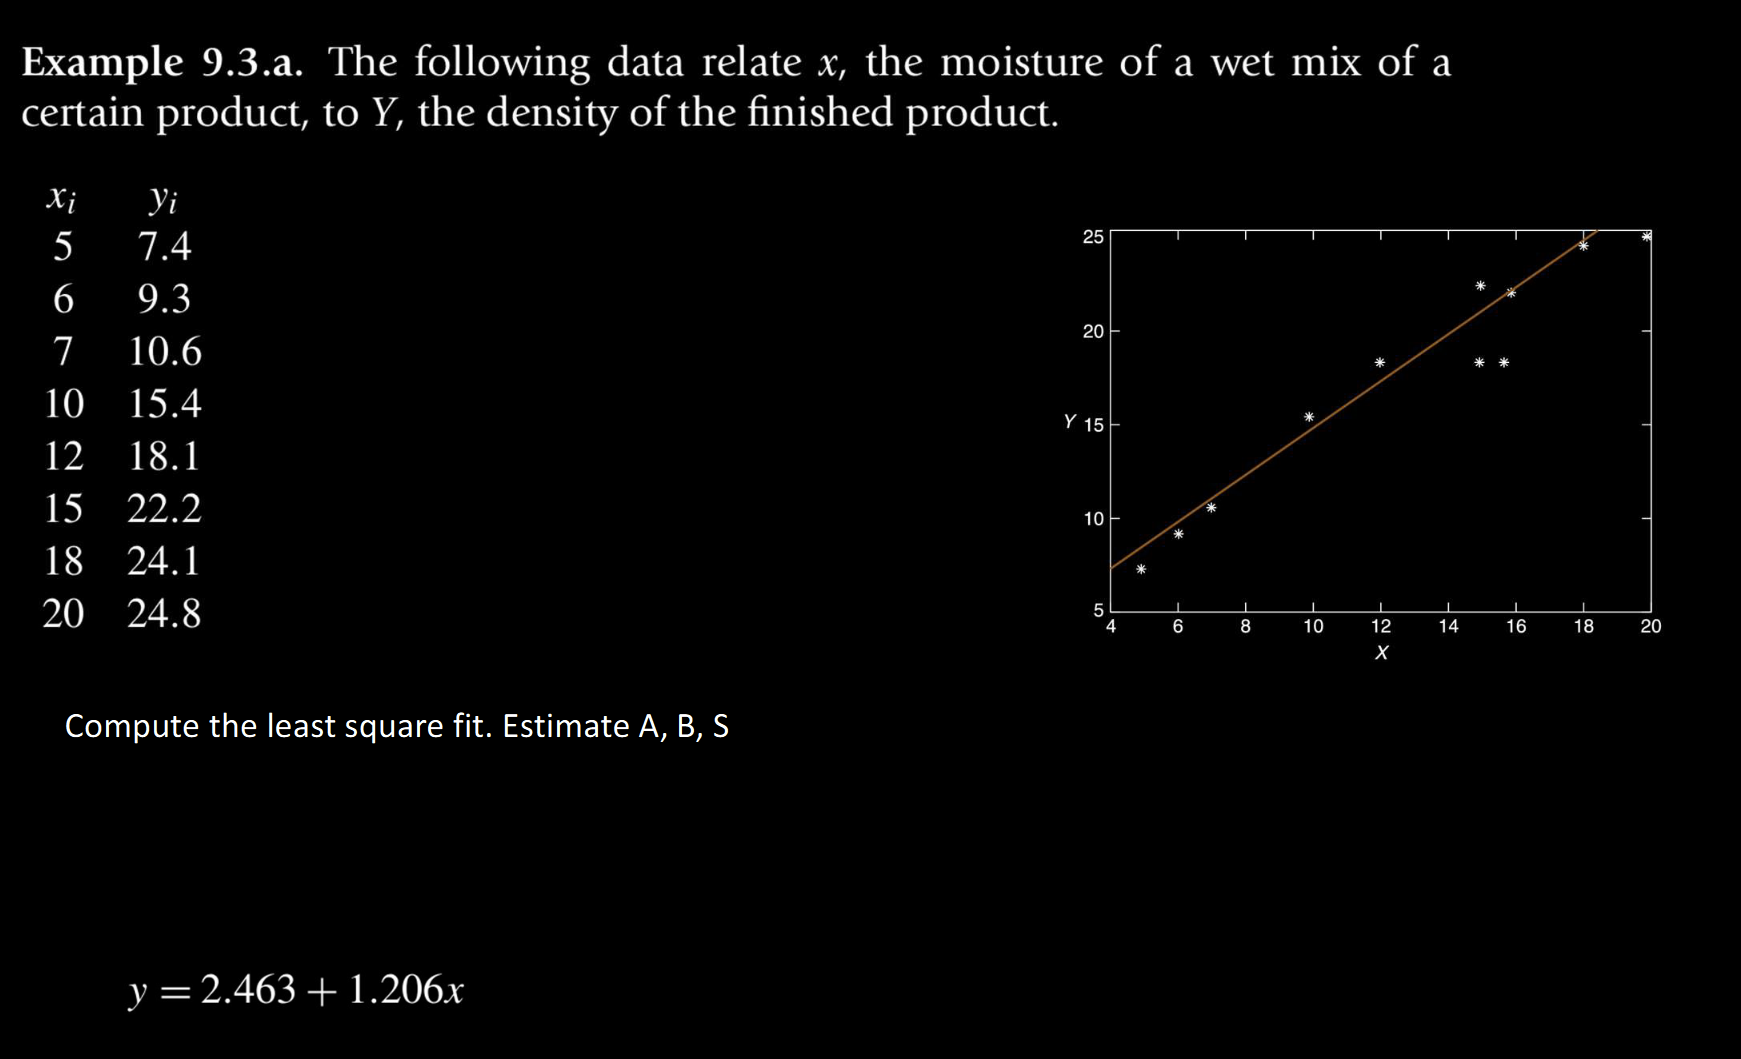 Example 9.3.a. The following data relate x, the moisture of a wet mix of a
certain product, to Y, the density of the finished product.
xi yi
5 7.4
6 9.3
7 10.6
10 15.4
12 18.1
15 22.2
18 24.1
20 24.8
25
20
Y 15
10
5
4 6 8 10 12 14 16 18 20
X
Compute the least square fit. Estimate A, B, S
y = 2.463 + 1.206x